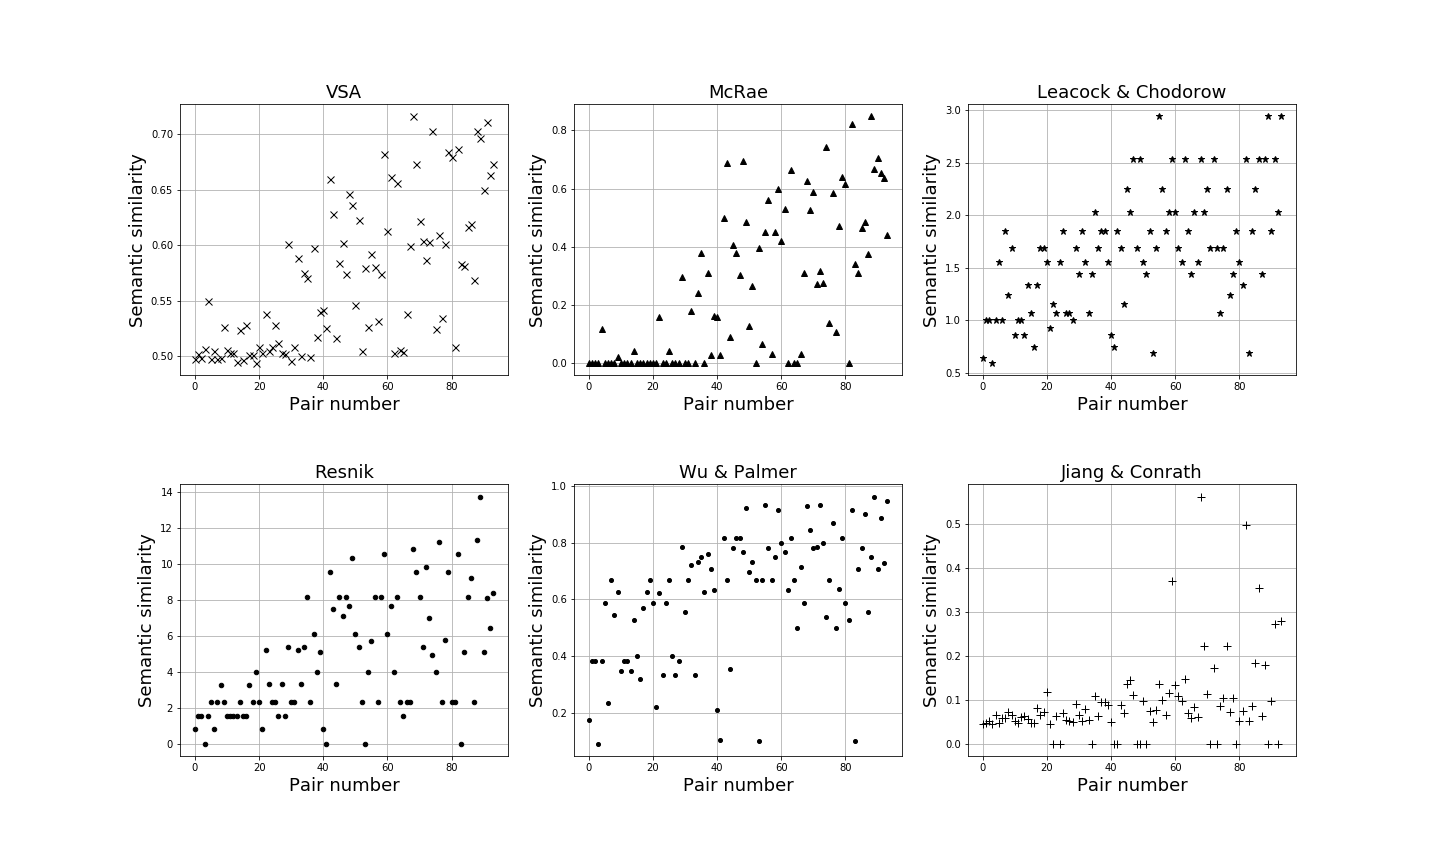 VSA
Semantic similarity
0.70
0.65
0.60
0.55
0.50
0 20 40 60 80
Pair number
McRae
Semantic similarity
0.8
0.6
0.4
0.2
0.0
0 20 40 60 80
Pair number
Leacock & Chodorow
Semantic similarity
3.0
2.5
2.0
1.5
1.0
0.5
0 20 40 60 80
Pair number
Resnik
Semantic similarity
14
12
10
8
6
4
2
0
0 20 40 60 80
Pair number
Wu & Palmer
Semantic similarity
1.0
0.8
0.6
0.4
0.2
0 20 40 60 80
Pair number
Jiang & Conrath
Semantic similarity
0.5
0.4
0.3
0.2
0.1
0.0
0 20 40 60 80
Pair number